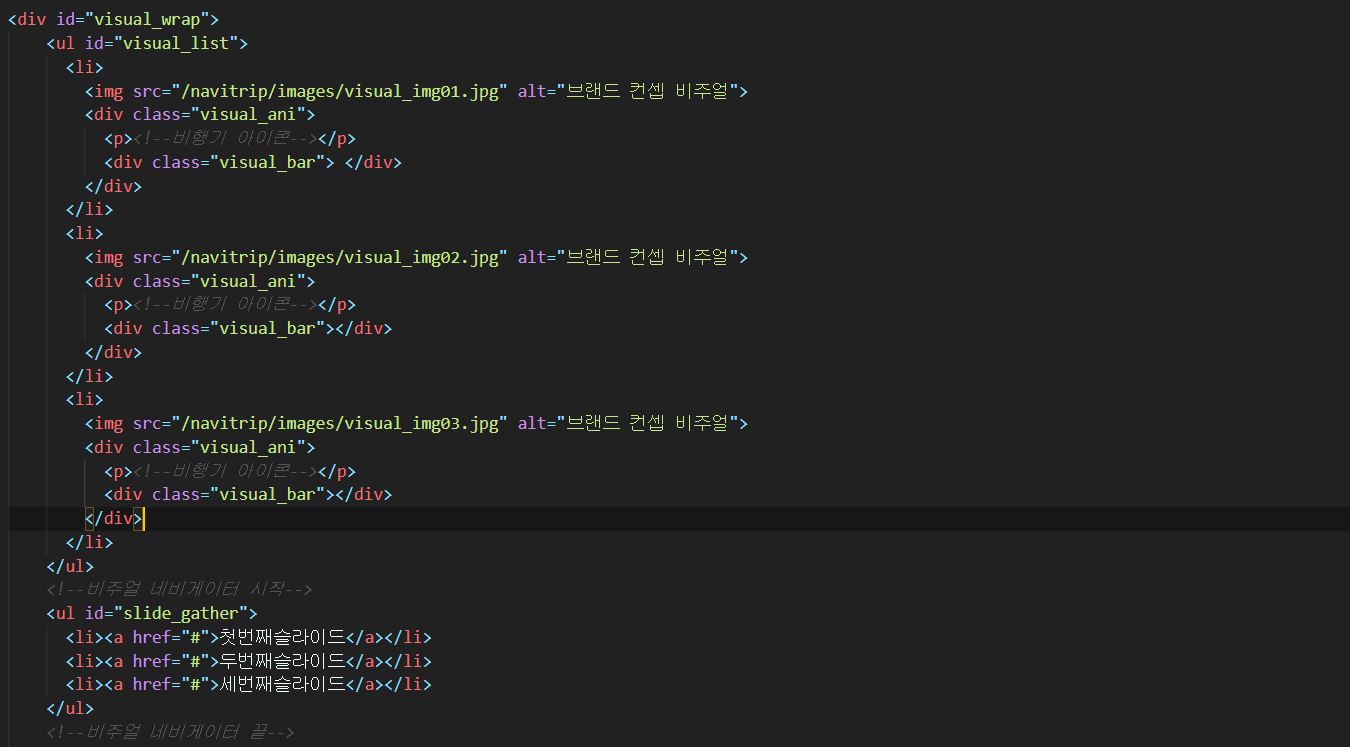 <div id="visual_wrap">
<ul id="visual_list">
<li>
<img src="/navitrip/images/visual_img01.jpg" alt="브랜드 컨셉 비주얼">
<div class="visual_ani">
<p><!--비행기 아이콘--></p>
<div class="visual_bar"> </div>
</div>
</li>
<li>
<img src="/navitrip/images/visual_img02.jpg" alt="브랜드 컨셉 비주얼">
<div class="visual_ani">
<p><!--비행기 아이콘--></p>
<div class="visual_bar"></div>
</div>
</li>
<li>
<img src="/navitrip/images/visual_img03.jpg" alt="브랜드 컨셉 비주얼">
<div class="visual_ani">
<p><!--비행기 아이콘--></p>
<div class="visual_bar"></div>
</div>
</li>
</ul>
<!--비주얼 네비게이터 시작-->
<ul id="slide_gather">
<li><a href="#">첫번째슬라이드</a></li>
<li><a href="#">두번째슬라이드</a></li>
<li><a href="#">세번째슬라이드</a></li>
</ul>
<!--비주얼 네비게이터 끝-->